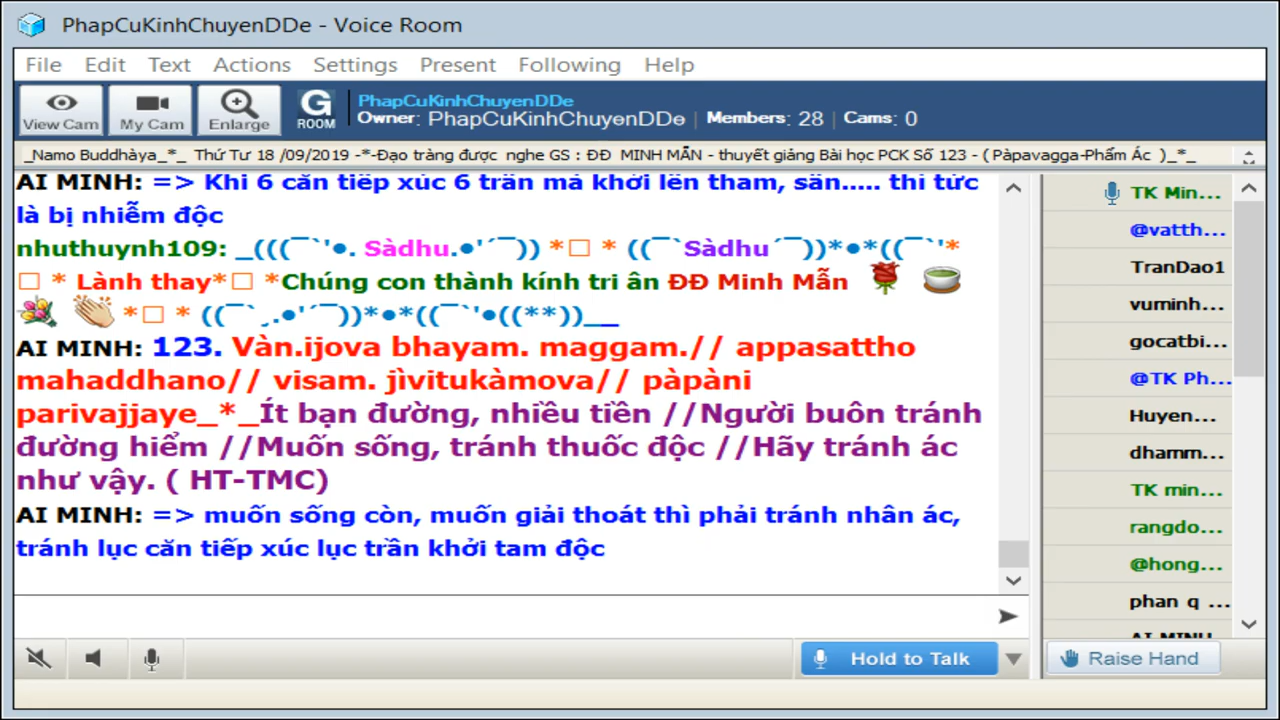 PhapCuKinhChuyenDDe - Voice Room
File Edit Text Actions Settings Present Following Help
View Cam My Cam Enlarge G ROOM PhapCuKinhChuyenDDe
Owner: PhapCuKinhChuyenDDe | Members: 28 | Cams: 0
_Namo Buddhàya_*_ Thứ Tư 18 /09/2019 -*-Đạo tràng được nghe GS : ĐĐ MINH MẪN - thuyết giảng Bài học PCK Số 123 - ( Pàpavagga-Phẩm Ác )_*_
AI MINH: => Khi 6 căn tiếp xúc 6 trần mà khởi lên tham, sân..... thì tức
là bị nhiễm độc
nhuthuynh109: _(((¯`'●. Sàdhu.●'´¯)) *□ * ((¯`Sàdhu´¯))*●*((¯`'*
□ * Lành thay*□ *Chúng con thành kính tri ân ĐĐ Minh Mẫn
*□ * ((¯`¸.●'´¯))*●*((¯`'●((**))__
AI MINH: 123. Vàn.ijova bhayam. maggam.// appasattho
mahaddhano// visam. jìvitukàmova// pàpàni
parivajjaye_*_Ít bạn đường, nhiều tiền //Người buôn tránh
đường hiểm //Muốn sống, tránh thuốc độc //Hãy tránh ác
như vậy. ( HT-TMC)
AI MINH: => muốn sống còn, muốn giải thoát thì phải tránh nhân ác,
tránh lục căn tiếp xúc lục trần khởi tam độc
TK Min...
@vatth...
TranDao1
vuminh...
gocatbi...
@TK Ph...
Huyen...
dhamm...
TK min...
rangdo...
@hong...
phan q ...
AI MINH
Hold to Talk
Raise Hand